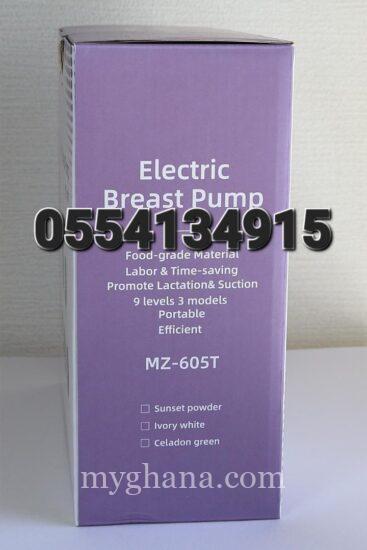 Electric
Breast Pump
0554134915
Food-grade Material
Labor & Time-saving
Promote Lactation& Suction
9 levels 3 models
Portable
Efficient
MZ-605T
Sunset powder
Ivory white
Celadon green
myghana.com